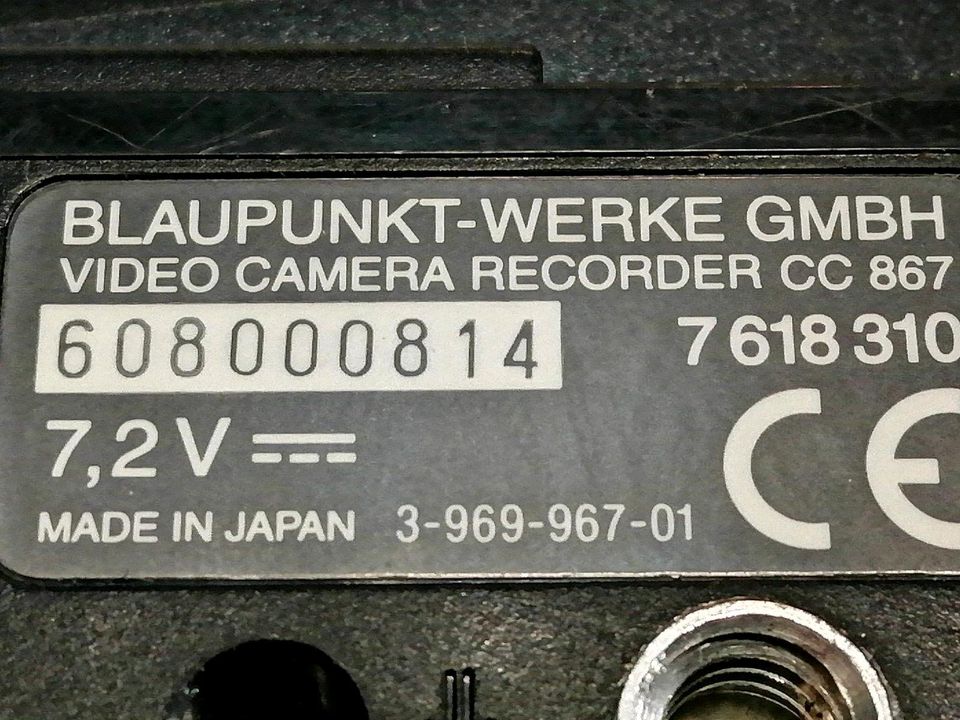 BLAUPUNKT-WERKE GMBH
VIDEO CAMERA RECORDER CC 867
608000814 7 618 310
7,2 V ⎓
MADE IN JAPAN 3-969-967-01 CE